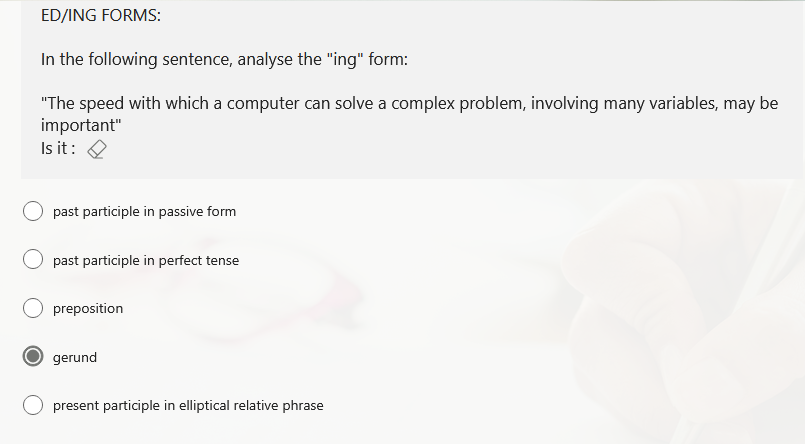 ED/ING FORMS:
In the following sentence, analyse the "ing" form:
"The speed with which a computer can solve a complex problem, involving many variables, may be
important"
Is it :
past participle in passive form
past participle in perfect tense
preposition
gerund
present participle in elliptical relative phrase